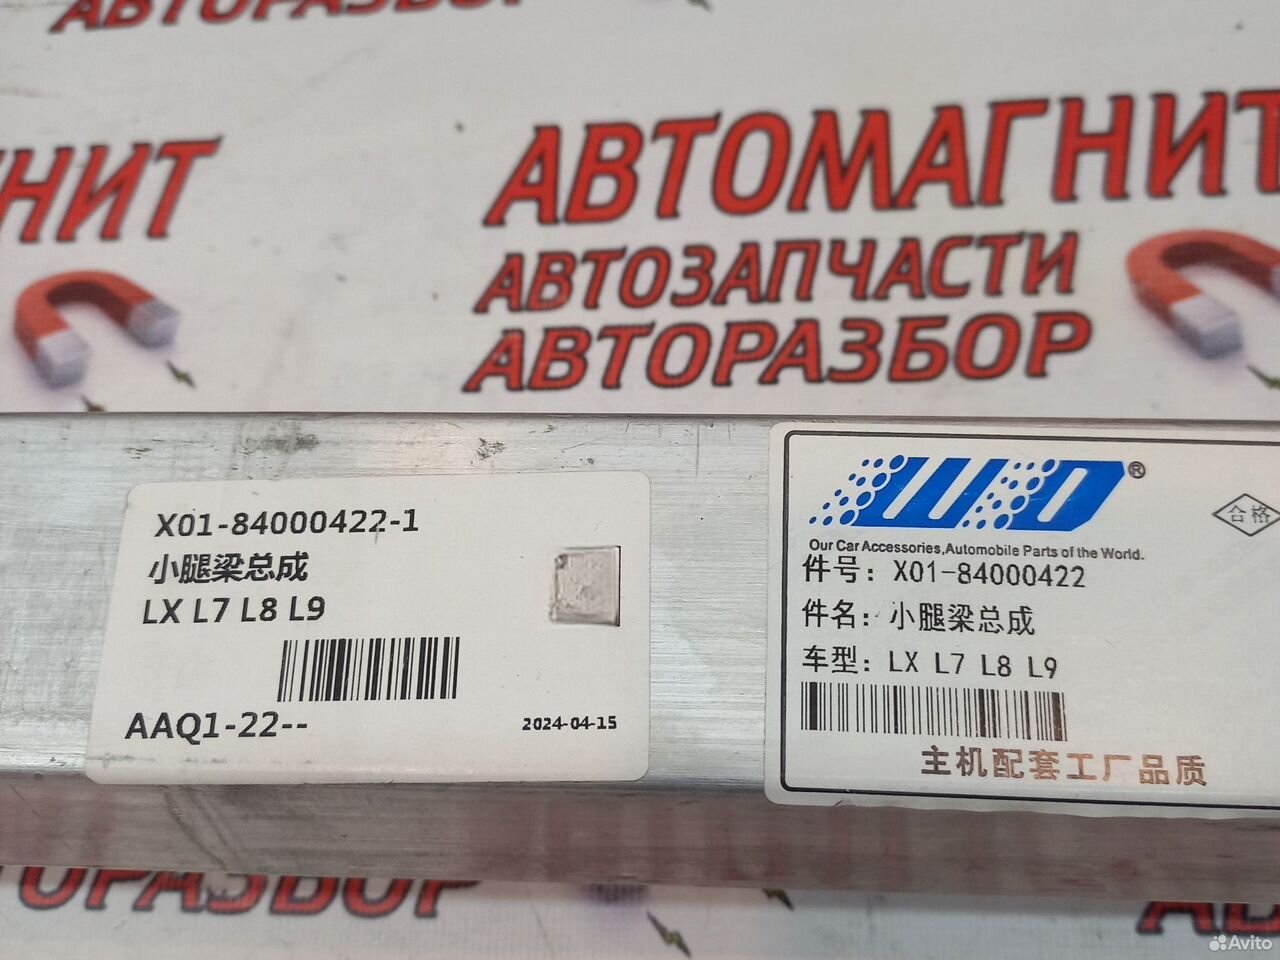 АВТОРАЗБОР
НИТ
АВТОМАГНИТ
АВТОЗАПЧАСТИ
АВТОРАЗБОР
X01-84000422-1
小腿梁总成
LX L7 L8 L9
AAQ1-22--
2024-04-15
®
合格
Our Car Accessories,Automobile Parts of the World.
件号: X01-84000422
件名: 小腿梁总成
车型: LX L7 L8 L9
主机配套工厂品质
ТОРАЗБОР
АВ
Avito